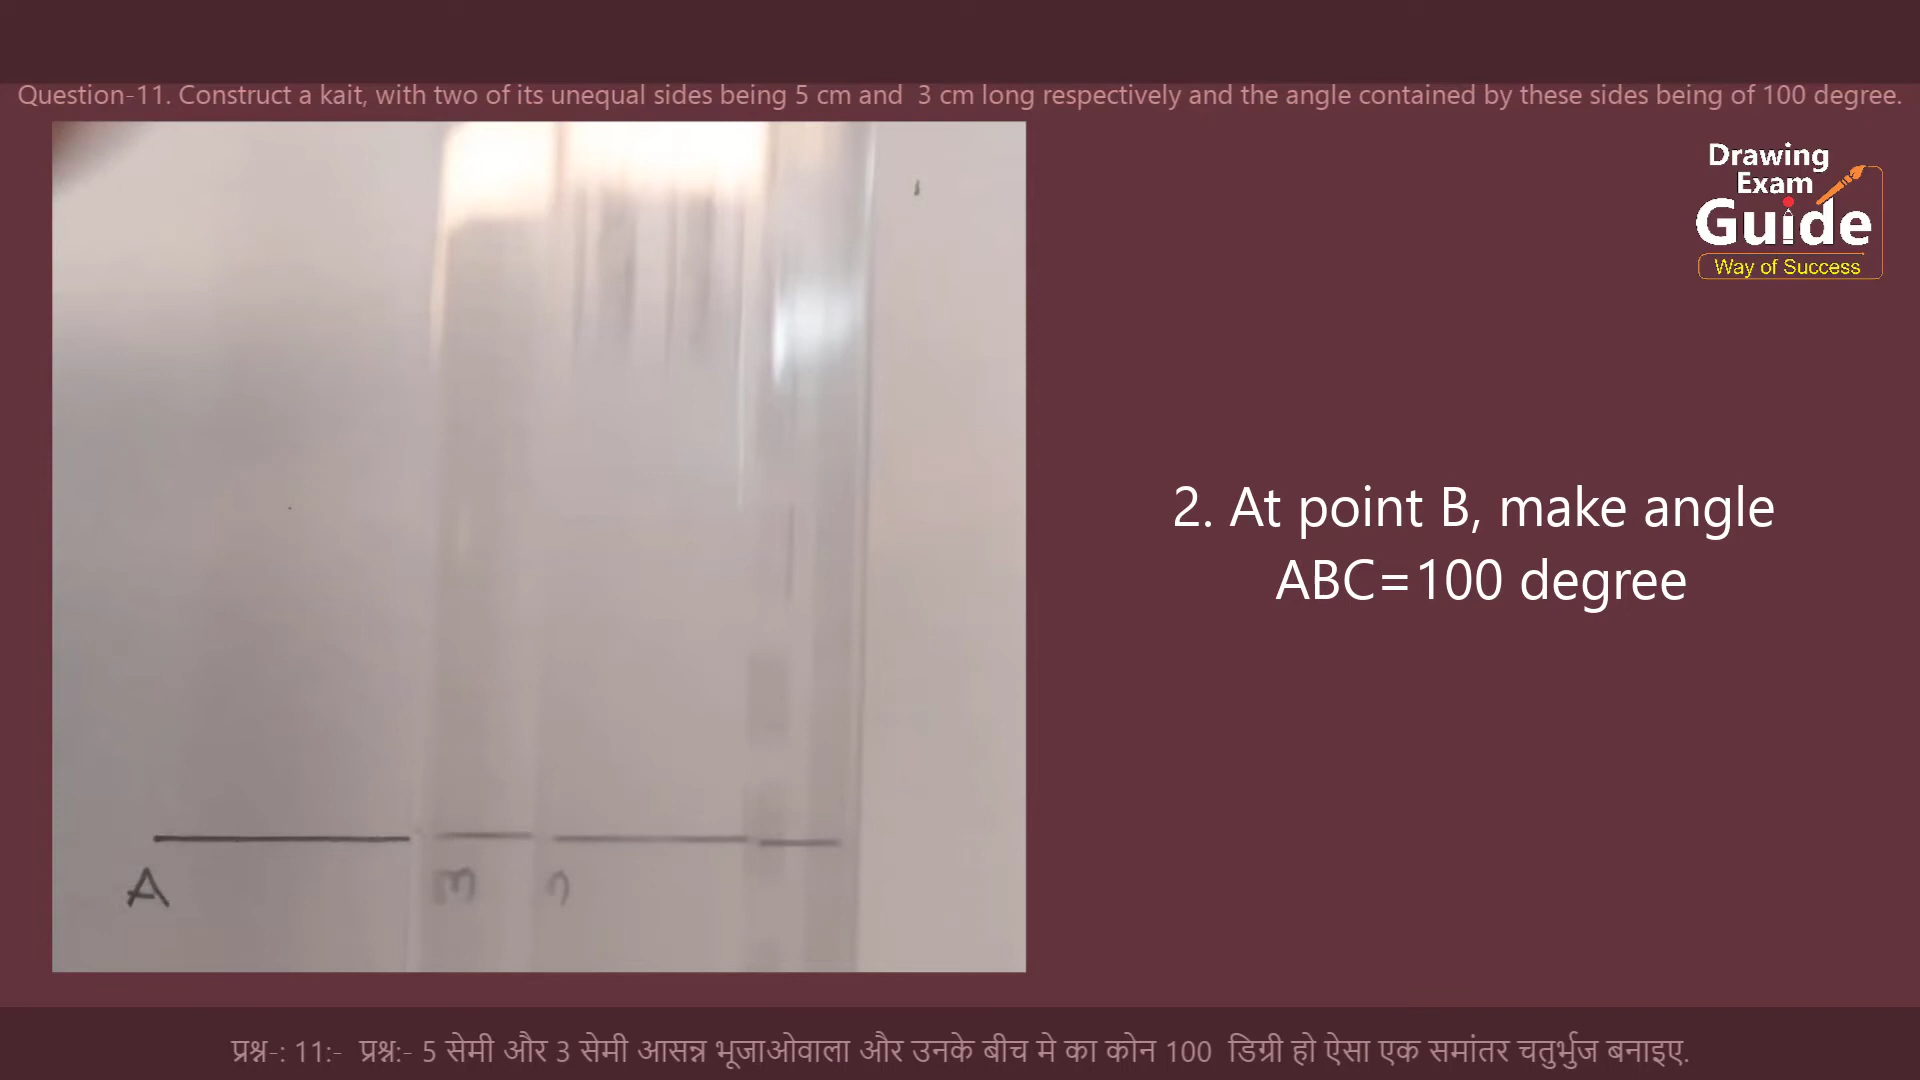 Question-11. Construct a kait, with two of its unequal sides being 5 cm and 3 cm long respectively and the angle contained by these sides being of 100 degree.
Drawing
Exam
Guide
Way of Success
2. At point B, make angle
ABC=100 degree
A
प्रश्न-: 11:- प्रश्न:- 5 सेमी और 3 सेमी आसन्न भूजाओवाला और उनके बीच मे का कोन 100 डिग्री हो ऐसा एक समांतर चतुर्भुज बनाइए.